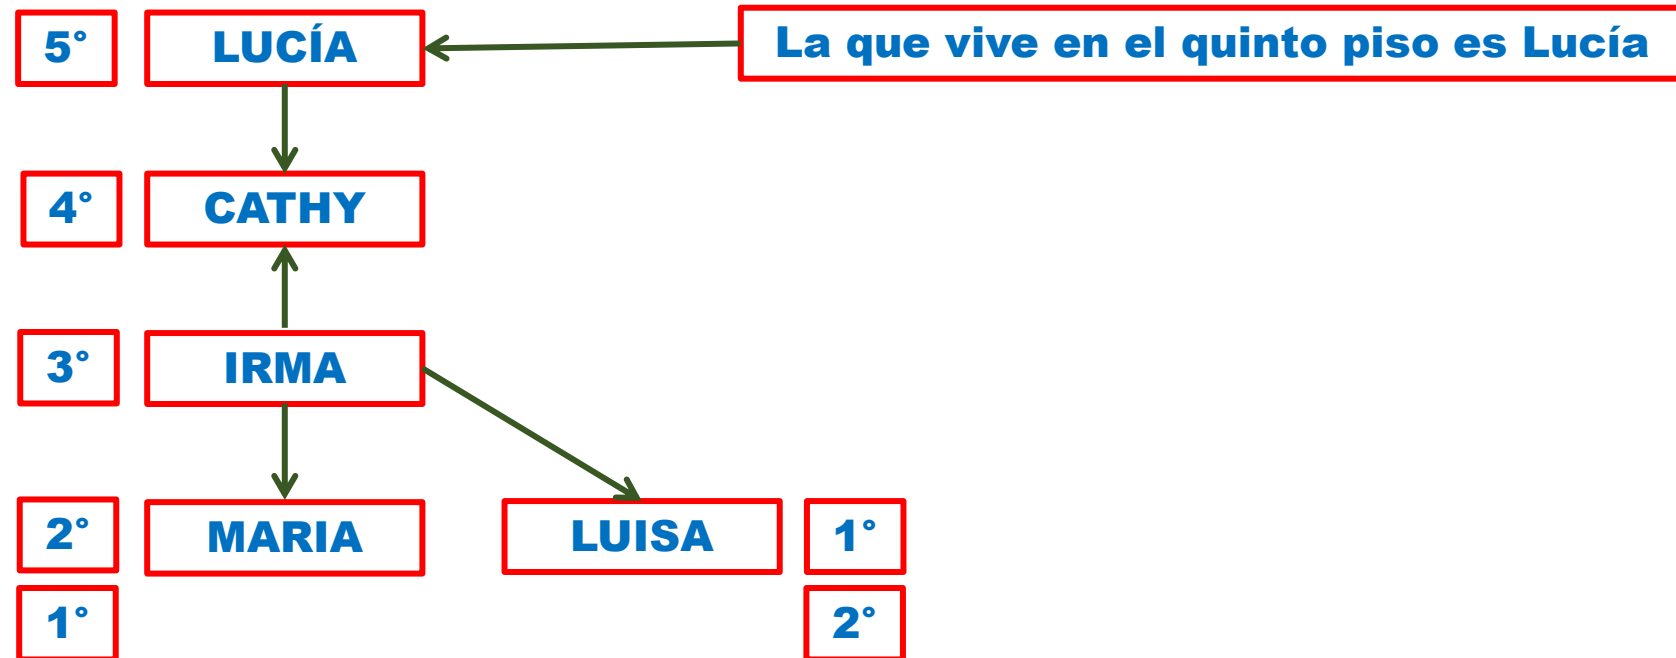 5° LUCÍA La que vive en el quinto piso es Lucía
4° CATHY
3° IRMA
2° MARIA LUISA 1°
1° 2°